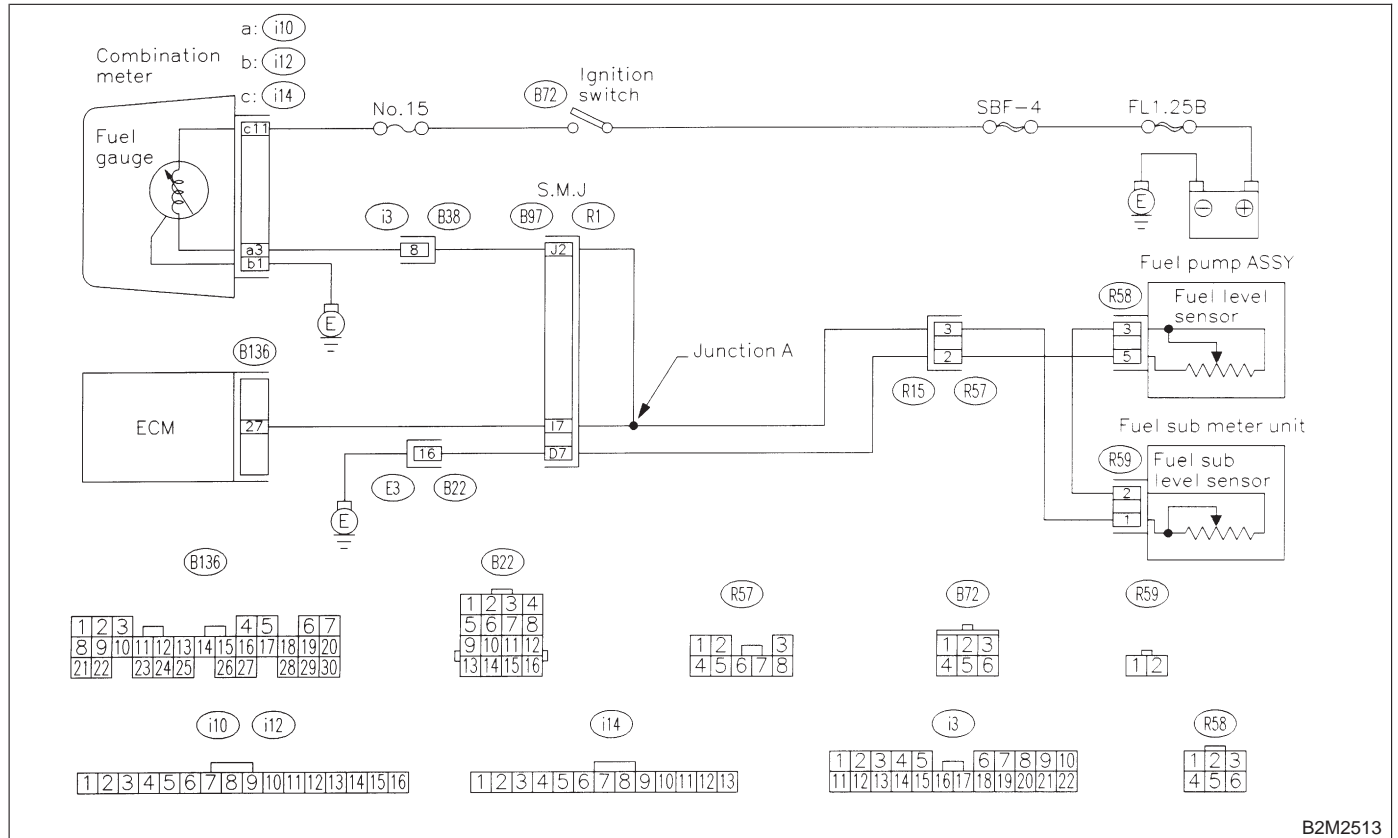 a: i10
Combination
meter
b: i12
c: i14
Fuel
gauge
c11
No.15
B72
Ignition
switch
SBF-4
FL1.25B
E
⊖ ⊕
S.M.J
i3 B38 B97 R1
a3
b1
8
J2
E
Fuel pump ASSY
R58
Fuel level
sensor
3
5
B136
Junction A
3
2
R15 R57
ECM
27
I7
D7
16
E3 B22
E
Fuel sub meter unit
R59
Fuel sub
level sensor
2
1
B136
1 2 3 4 5 6 7
8 9 10 11 12 13 14 15 16 17 18 19 20
21 22 23 24 25 26 27 28 29 30
B22
1 2 3 4
5 6 7 8
9 10 11 12
13 14 15 16
R57
1 2 3
4 5 6 7 8
B72
1 2 3
4 5 6
R59
1 2
i10 i12
1 2 3 4 5 6 7 8 9 10 11 12 13 14 15 16
i14
1 2 3 4 5 6 7 8 9 10 11 12 13
i3
1 2 3 4 5 6 7 8 9 10
11 12 13 14 15 16 17 18 19 20 21 22
R58
1 2 3
4 5 6
B2M2513